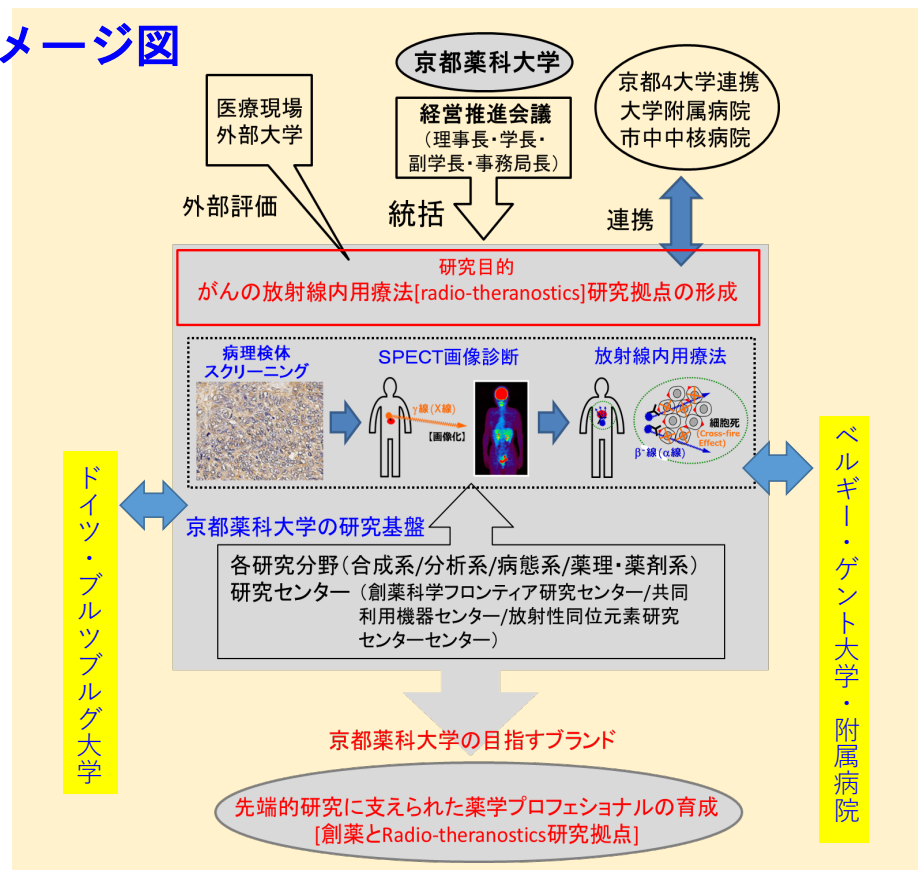 メージ図
京都薬科大学
医療現場
外部大学
経営推進会議
（理事長・学長・
副学長・事務局長）
京都4大学連携
大学附属病院
市中中核病院
外部評価
統括
連携
研究目的
がんの放射線内用療法[radio-theranostics]研究拠点の形成
病理検体
スクリーニング
SPECT画像診断
放射線内用療法
γ線(X線)
【画像化】
細胞死
(Cross-fire
Effect)
β-線(α線)
ドイツ・ブルツブルグ大学
ベルギー・ゲント大学・附属病院
京都薬科大学の研究基盤
各研究分野（合成系/分析系/病態系/薬理・薬剤系）
研究センター（創薬科学フロンティア研究センター/共同
利用機器センター/放射性同位元素研究
センターセンター）
京都薬科大学の目指すブランド
先端的研究に支えられた薬学プロフェショナルの育成
[創薬とRadio-theranostics研究拠点]